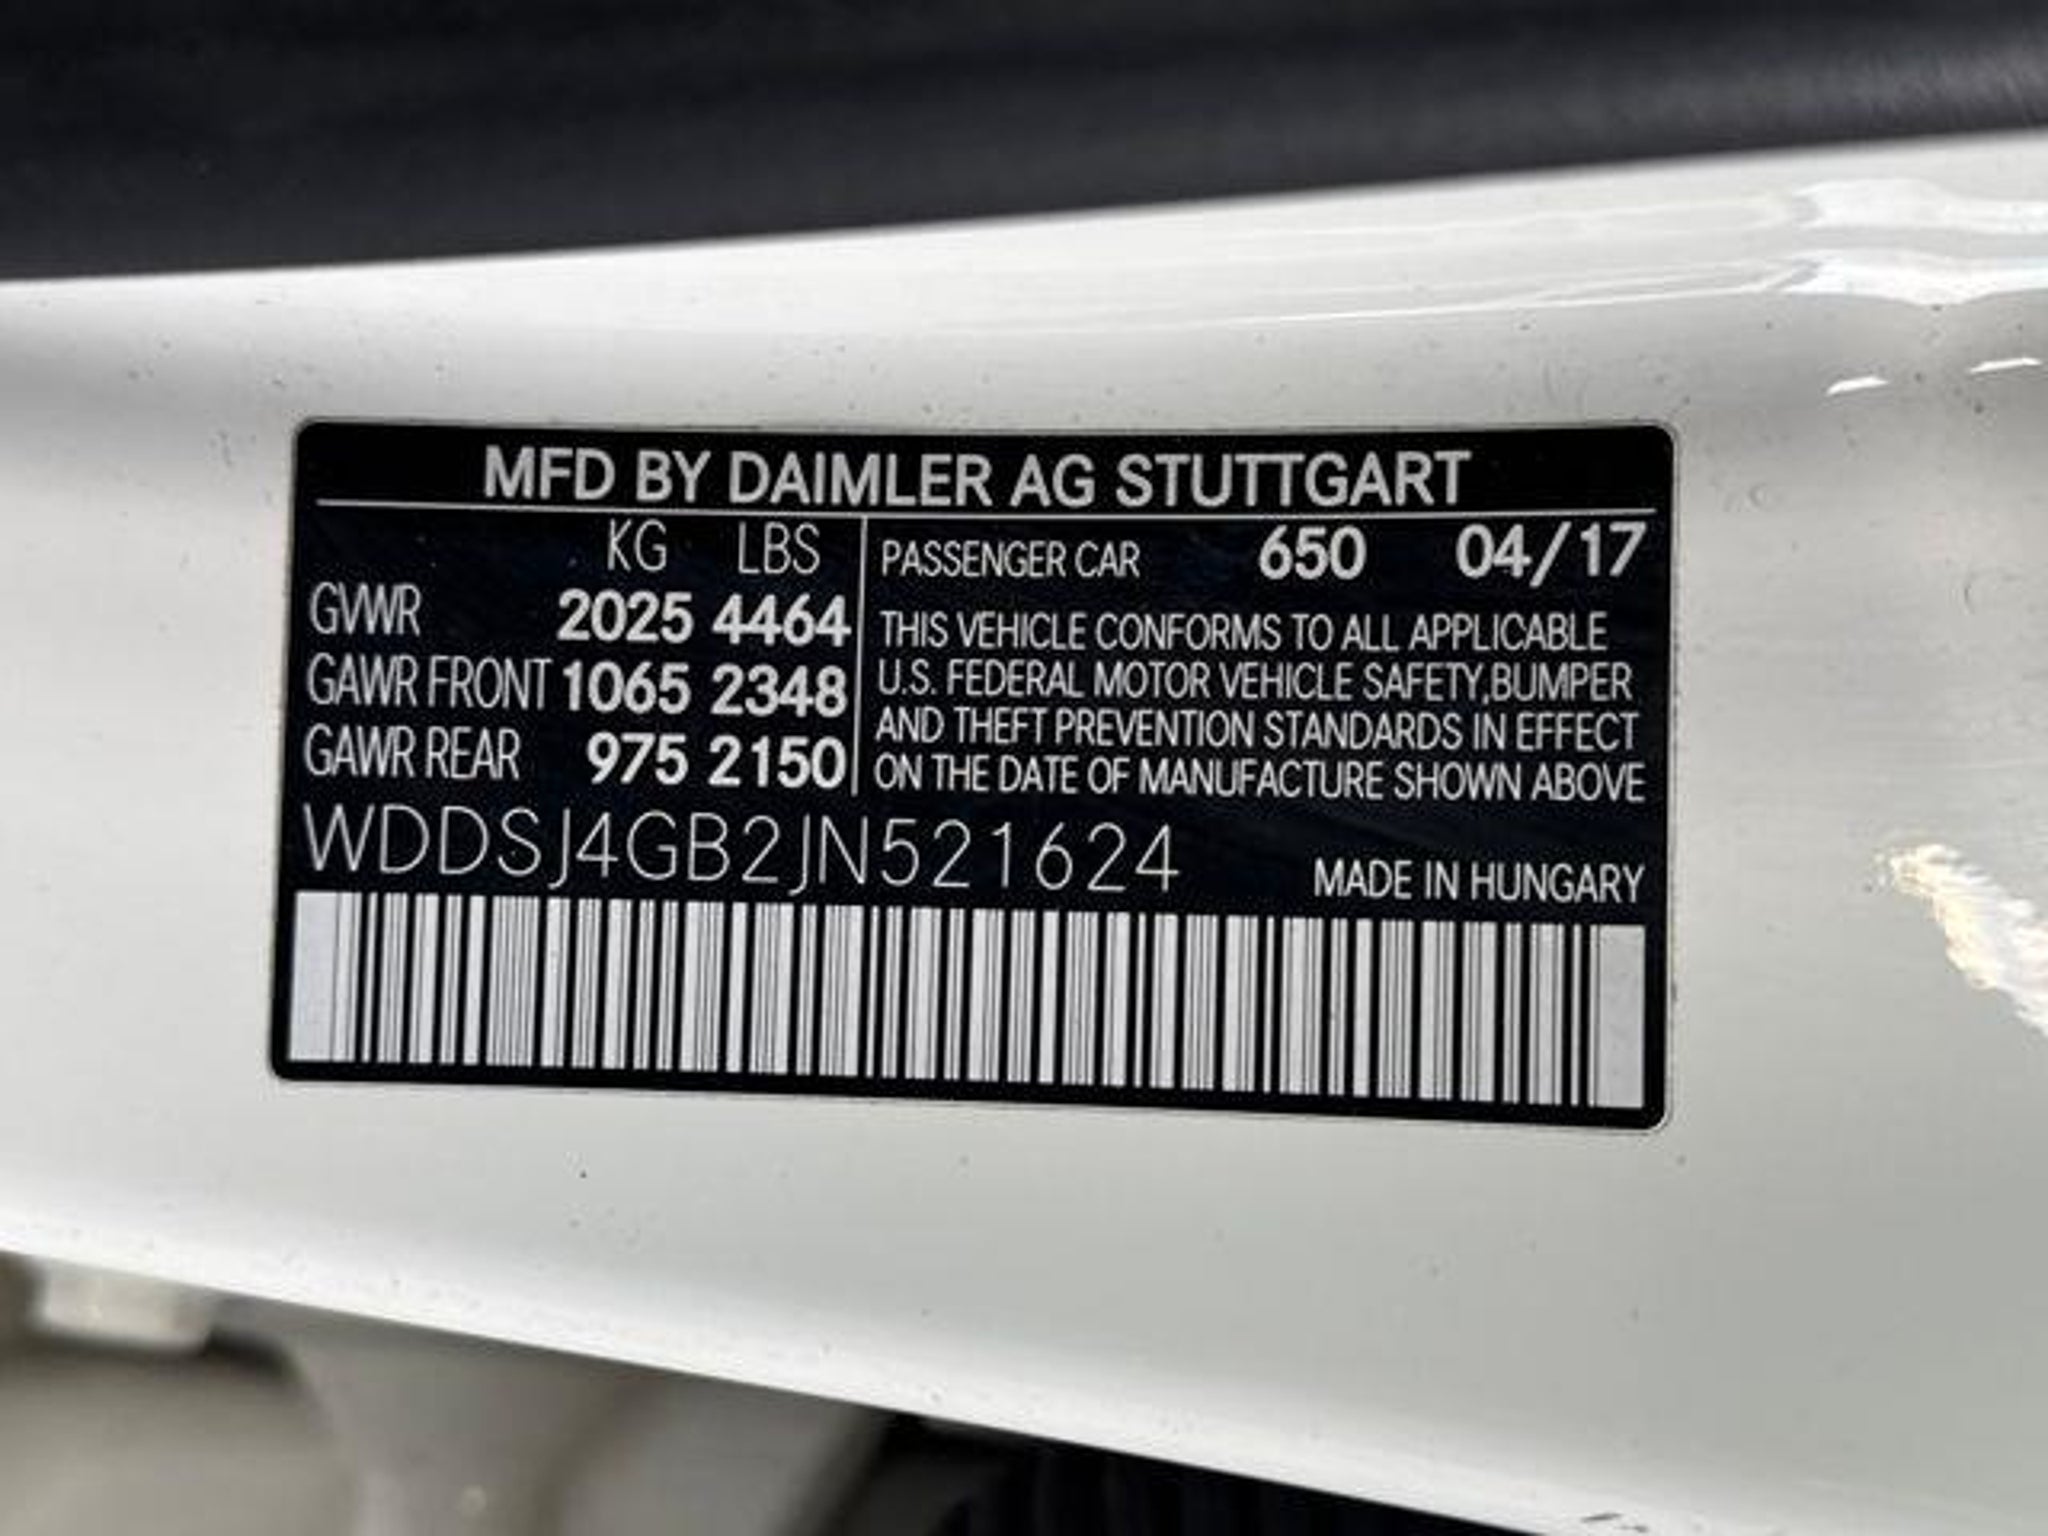 MFD BY DAIMLER AG STUTTGART
KG LBS
GVWR 2025 4464
GAWR FRONT 1065 2348
GAWR REAR 975 2150
PASSENGER CAR 650 04/17
THIS VEHICLE CONFORMS TO ALL APPLICABLE
U.S. FEDERAL MOTOR VEHICLE SAFETY,BUMPER
AND THEFT PREVENTION STANDARDS IN EFFECT
ON THE DATE OF MANUFACTURE SHOWN ABOVE
WDDSJ4GB2JN521624
MADE IN HUNGARY